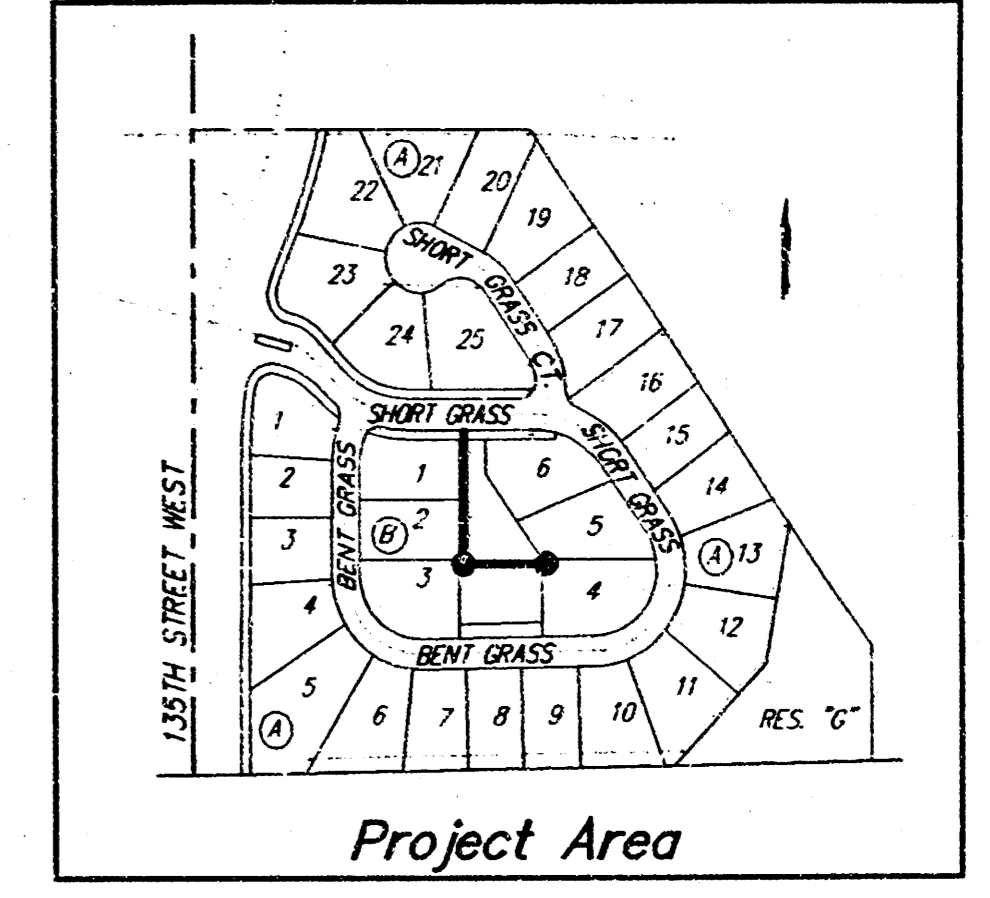 A 21
22
20
19
SHORT GRASS CT.
23
18
24
25
17
16
SHORT GRASS
1
SHORT GRASS
15
2
BENT GRASS
1
6
14
135TH STREET WEST
3
B 2
5
A 13
3
4
4
12
BENT GRASS
5
11
A
6
7
8
9
10
RES. "G"
Project Area